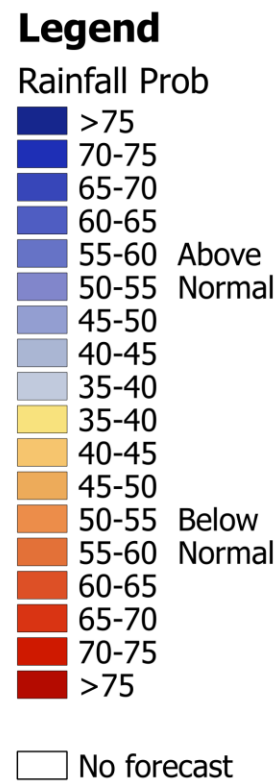 Legend
Rainfall Prob
>75
70-75
65-70
60-65
55-60 Above
50-55 Normal
45-50
40-45
35-40
35-40
40-45
45-50
50-55 Below
55-60 Normal
60-65
65-70
70-75
>75
No forecast